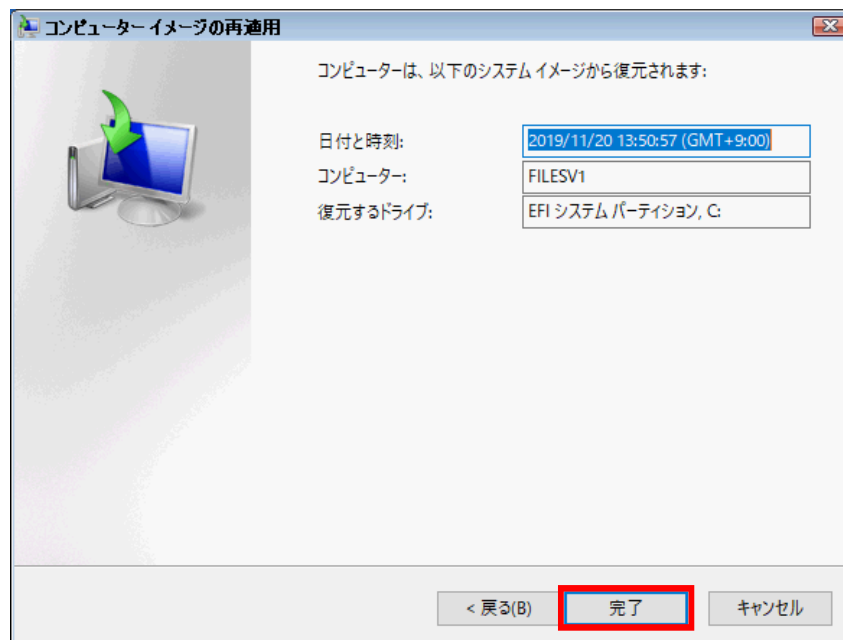 コンピューター イメージの再適用
コンピューターは、以下のシステム イメージから復元されます:
日付と時刻: 2019/11/20 13:50:57 (GMT+9:00)
コンピューター: FILESV1
復元するドライブ: EFI システム パーティション, C:
< 戻る(B) 完了 キャンセル